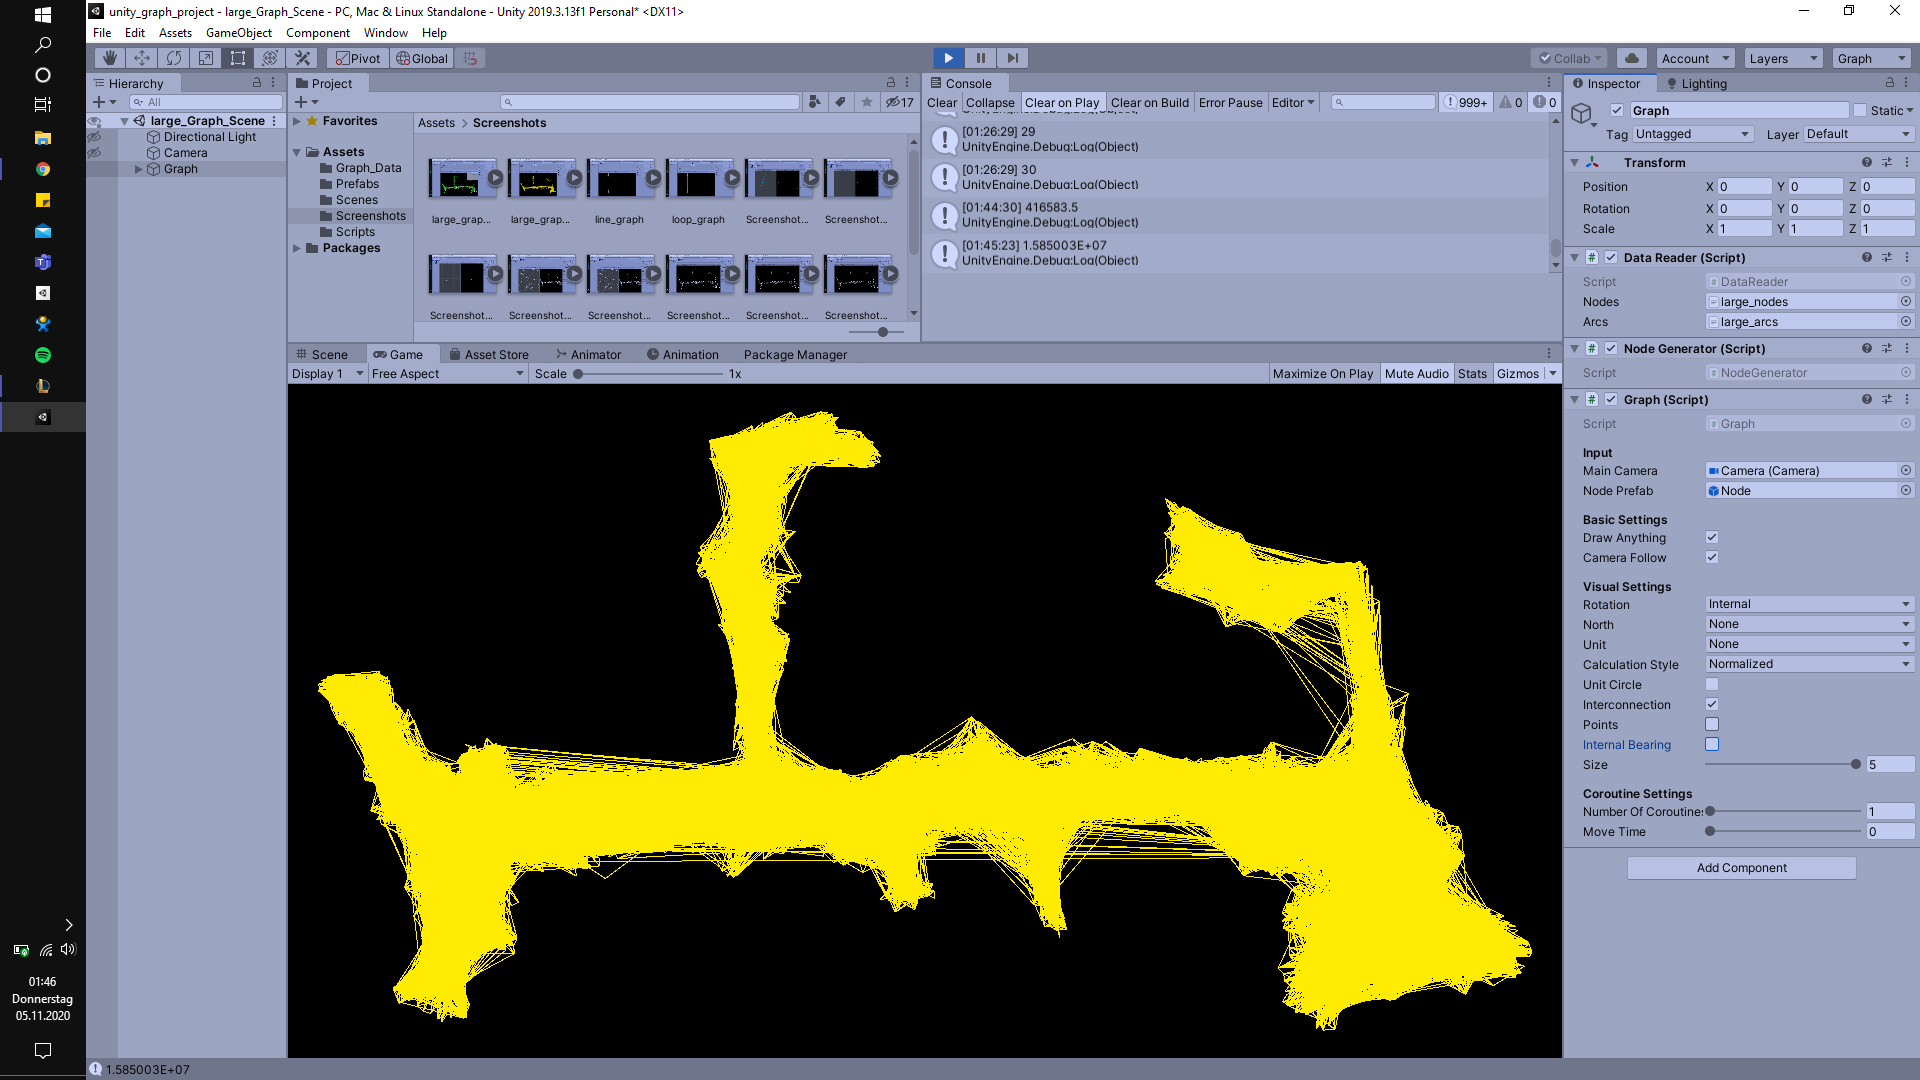 unity_graph_project - large_Graph_Scene - PC, Mac & Linux Standalone - Unity 2019.3.13f1 Personal* <DX11>
File Edit Assets GameObject Component Window Help
Pivot Global Collab Account Layers Graph
Hierarchy
All
large_Graph_Scene
Directional Light
Camera
Graph
Project
17
Favorites
Assets
Graph_Data
Prefabs
Scenes
Screenshots
Scripts
Packages
Assets > Screenshots
large_grap... large_grap... line_graph loop_graph Screenshot... Screenshot...
Screenshot... Screenshot... Screenshot... Screenshot... Screenshot... Screenshot...
Console
Clear Collapse Clear on Play Clear on Build Error Pause Editor 999+ 0 0
UnityEngine.Debug:Log(Object)
[01:26:29] 29
UnityEngine.Debug:Log(Object)
[01:26:29] 30
UnityEngine.Debug:Log(Object)
[01:44:30] 416583.5
UnityEngine.Debug:Log(Object)
[01:45:23] 1.585003E+07
UnityEngine.Debug:Log(Object)
Scene Game Asset Store Animator Animation Package Manager
Display 1 Free Aspect Scale 1x Maximize On Play Mute Audio Stats Gizmos
Inspector Lighting
Graph Static
Tag Untagged Layer Default
Transform
Position X 0 Y 0 Z 0
Rotation X 0 Y 0 Z 0
Scale X 1 Y 1 Z 1
# Data Reader (Script)
Script DataReader
Nodes large_nodes
Arcs large_arcs
# Node Generator (Script)
Script NodeGenerator
# Graph (Script)
Script Graph
Input
Main Camera Camera (Camera)
Node Prefab Node
Basic Settings
Draw Anything
Camera Follow
Visual Settings
Rotation Internal
North None
Unit None
Calculation Style Normalized
Unit Circle
Interconnection
Points
Internal Bearing
Size 5
Coroutine Settings
Number Of Coroutines 1
Move Time 0
Add Component
01:46
Donnerstag
05.11.2020
1.585003E+07